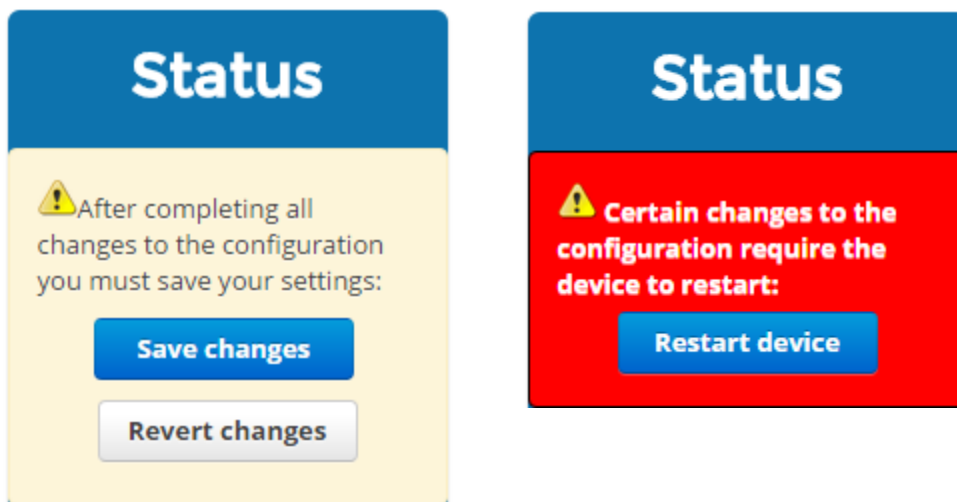 Status
After completing all
changes to the configuration
you must save your settings:
Save changes
Revert changes
Status
Certain changes to the
configuration require the
device to restart:
Restart device